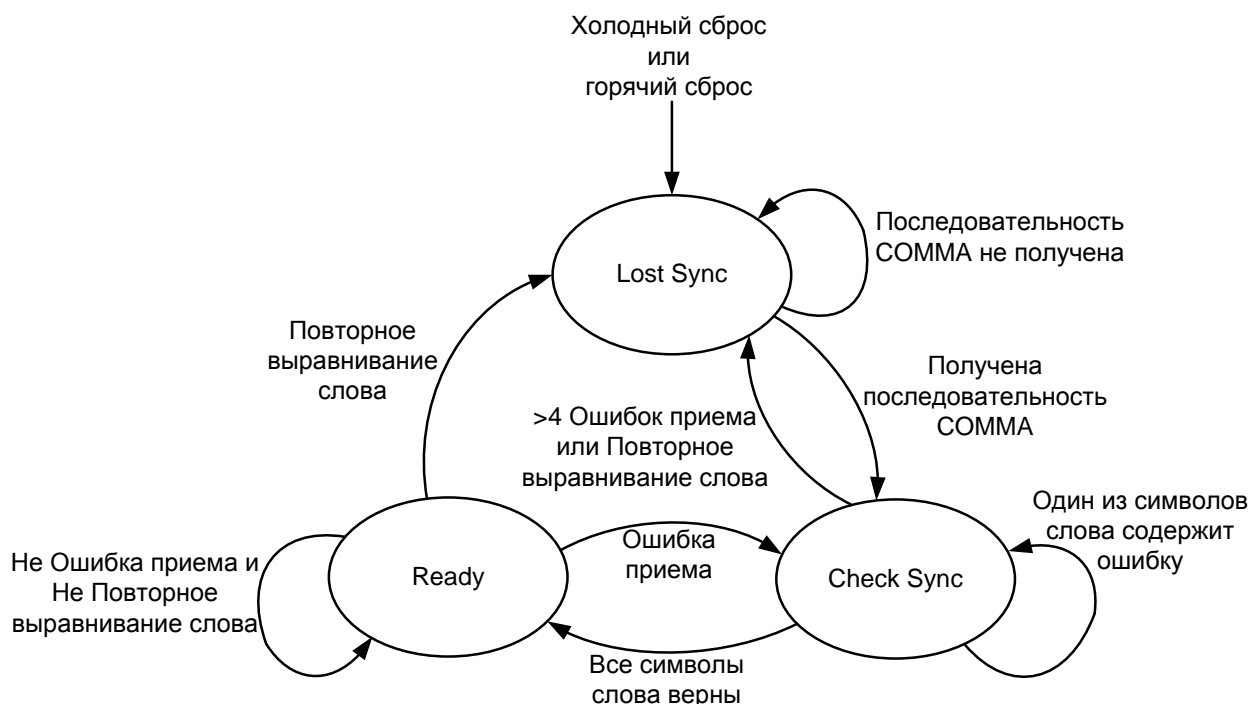 Холодный сброс
или
горячий сброс
Lost Sync
Последовательность
COMMA не получена
Повторное
выравнивание
слова
Получена
последовательность
COMMA
>4 Ошибок приема
или Повторное
выравнивание слова
Один из символов
слова содержит
ошибку
Не Ошибка приема и
Не Повторное
выравнивание слова
Ready
Ошибка
приема
Check Sync
Все символы
слова верны